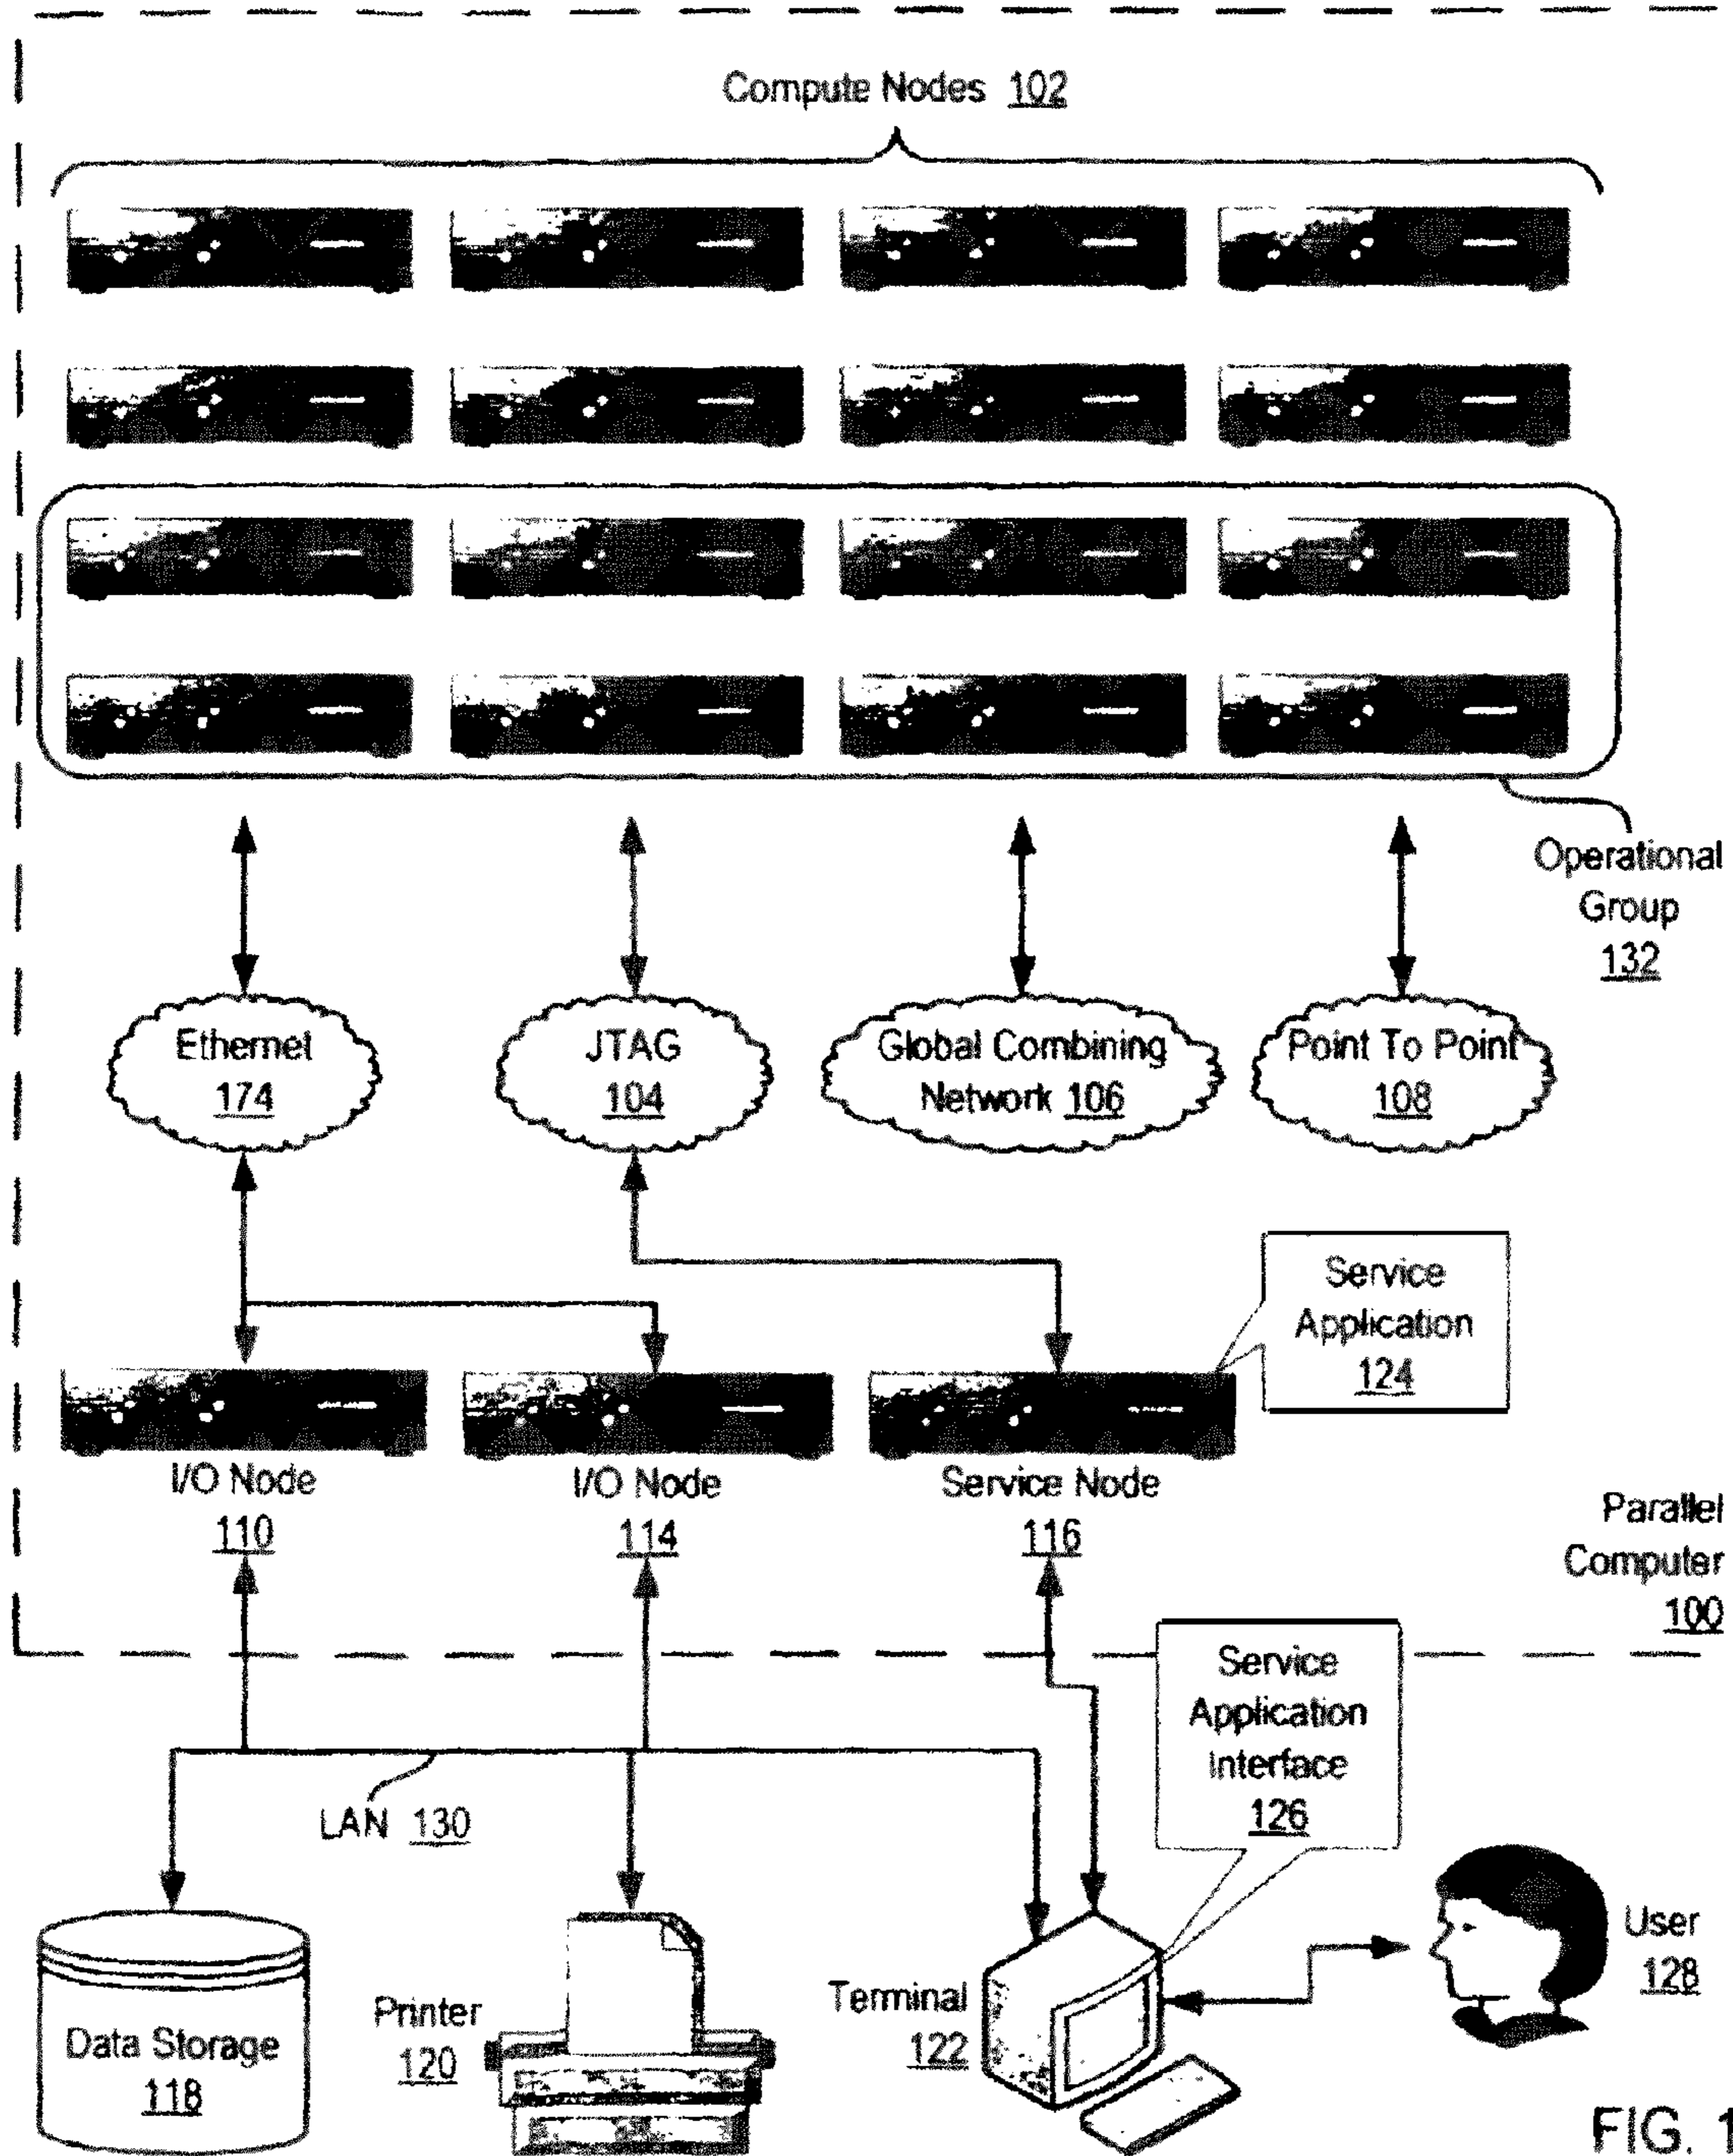 Compute Nodes 102
Operational
Group
132
Ethernet
174
JTAG
104
Global Combining
Network 106
Point To Point
108
Service
Application
124
I/O Node
110
I/O Node
114
Service Node
116
Parallel
Computer
100
Service
Application
Interface
126
LAN 130
Data Storage
118
Printer
120
Terminal
122
User
128
FIG. 1